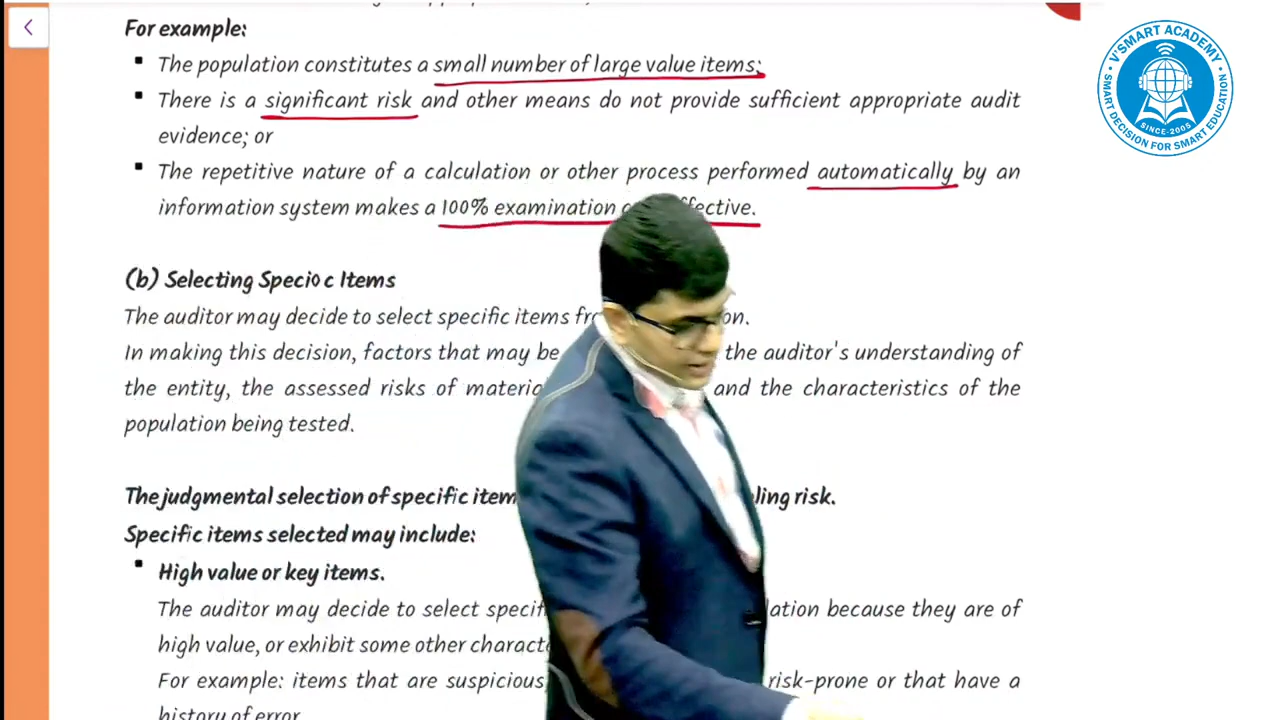 For example:
▪ The population constitutes a small number of large value items;
▪ There is a significant risk and other means do not provide sufficient appropriate audit
evidence; or
▪ The repetitive nature of a calculation or other process performed automatically by an
information system makes a 100% examination effective.
(b) Selecting Specio c Items
The auditor may decide to select specific items
In making this decision, factors that may be the auditor's understanding of
the entity, the assessed risks of and the characteristics of the
population being tested.
The judgmental selection of specific item risk.
Specific items selected may include:
▪ High value or key items.
The auditor may decide to select because they are of
high value, or exhibit some other
For example: items that are suspicious, risk-prone or that have a
history of error
V'SMART ACADEMY
SINCE-2005
SMART DECISION FOR SMART EDUCATION